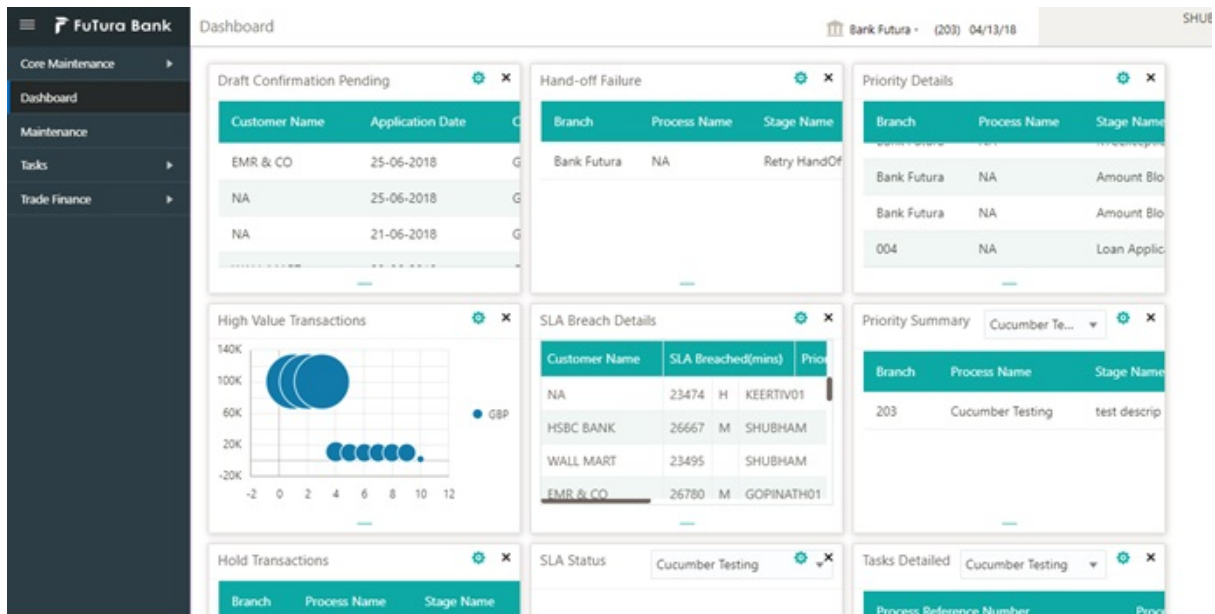 FuTura Bank
Dashboard
Bank Futura - (203) 04/13/18
SHUB
Core Maintenance
Dashboard
Maintenance
Tasks
Trade Finance
Draft Confirmation Pending
Customer Name Application Date C
EMR & CO 25-06-2018 G
NA 25-06-2018 G
NA 21-06-2018 G
Hand-off Failure
Branch Process Name Stage Name
Bank Futura NA Retry HandOf
Priority Details
Branch Process Name Stage Name
Bank Futura NA Amount Blo
Bank Futura NA Amount Blo
004 NA Loan Applic
High Value Transactions
140K
100K
60K
20K
-20K
-2 0 2 4 6 8 10 12
GBP
SLA Breach Details
Customer Name SLA Breached(mins) Prior
NA 23474 H KEERTIV01
HSBC BANK 26667 M SHUBHAM
WALL MART 23495 SHUBHAM
EMR & CO 26780 M GOPINATH01
Priority Summary Cucumber Te...
Branch Process Name Stage Name
203 Cucumber Testing test descrip
Hold Transactions
Branch Process Name Stage Name
SLA Status Cucumber Testing
Tasks Detailed Cucumber Testing
Process Reference Number Proce